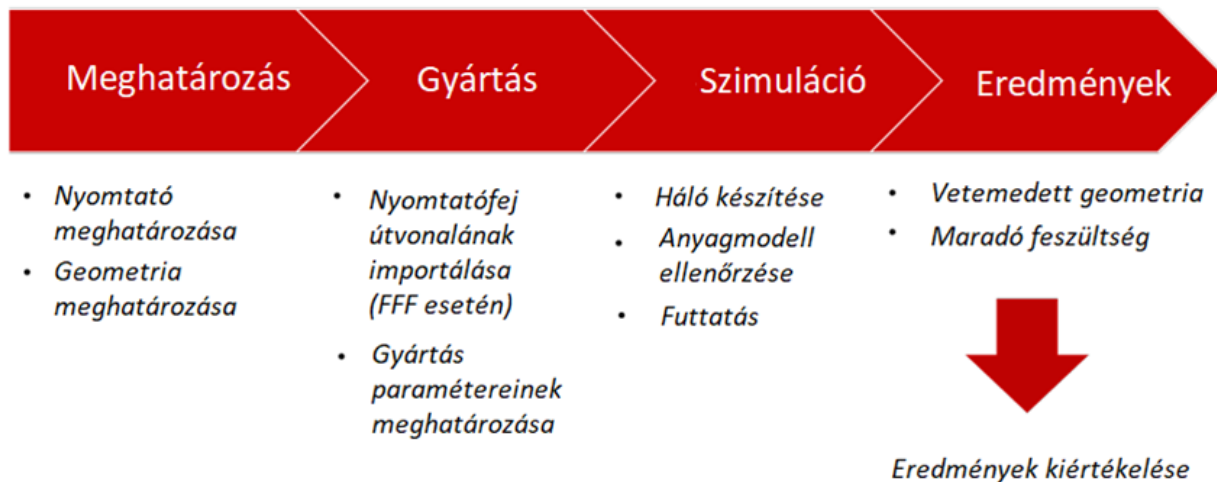 Meghatározás
Gyártás
Szimuláció
Eredmények
• Nyomtató
meghatározása
• Geometria
meghatározása
• Nyomtatófej
útvonalának
importálása
(FFF esetén)
• Gyártás
paramétereinek
meghatározása
• Háló készítése
• Anyagmodell
ellenőrzése
• Futtatás
• Vetemedett geometria
• Maradó feszültség
Eredmények kiértékelése